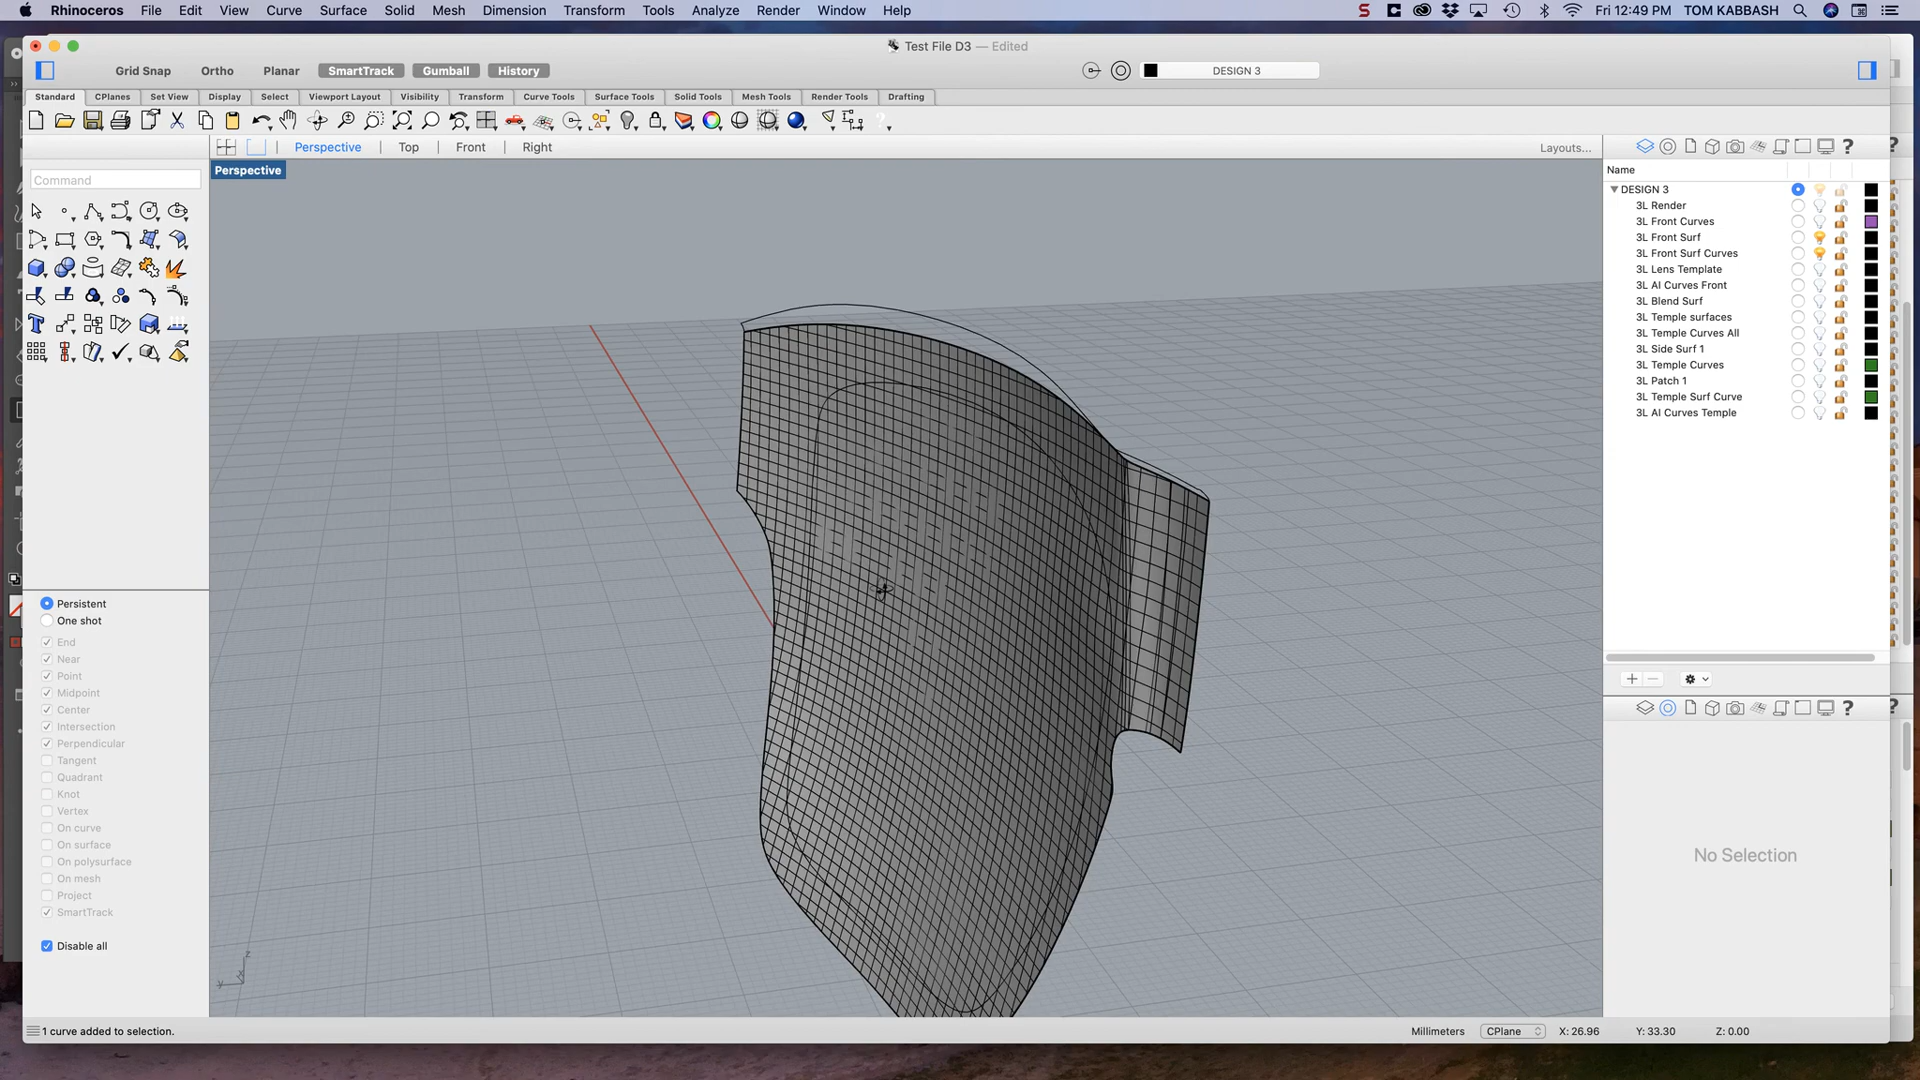 Rhinoceros File Edit View Curve Surface Solid Mesh Dimension Transform Tools Analyze Render Window Help Fri 12:49 PM TOM KABBASH
Test File D3 — Edited
Grid Snap Ortho Planar SmartTrack Gumball History DESIGN 3
Standard CPlanes Set View Display Select Viewport Layout Visibility Transform Curve Tools Surface Tools Solid Tools Mesh Tools Render Tools Drafting
Perspective Top Front Right Layouts...
Perspective
Command
Name
DESIGN 3
3L Render
3L Front Curves
3L Front Surf
3L Front Surf Curves
3L Lens Template
3L AI Curves Front
3L Blend Surf
3L Temple surfaces
3L Temple Curves All
3L Side Surf 1
3L Temple Curves
3L Patch 1
3L Temple Surf Curve
3L AI Curves Temple
Persistent
One shot
End
Near
Point
Midpoint
Center
Intersection
Perpendicular
Tangent
Quadrant
Knot
Vertex
On curve
On surface
On polysurface
On mesh
Project
SmartTrack
Disable all
No Selection
z
y
x
1 curve added to selection.
Millimeters CPlane X: 26.96 Y: 33.30 Z: 0.00